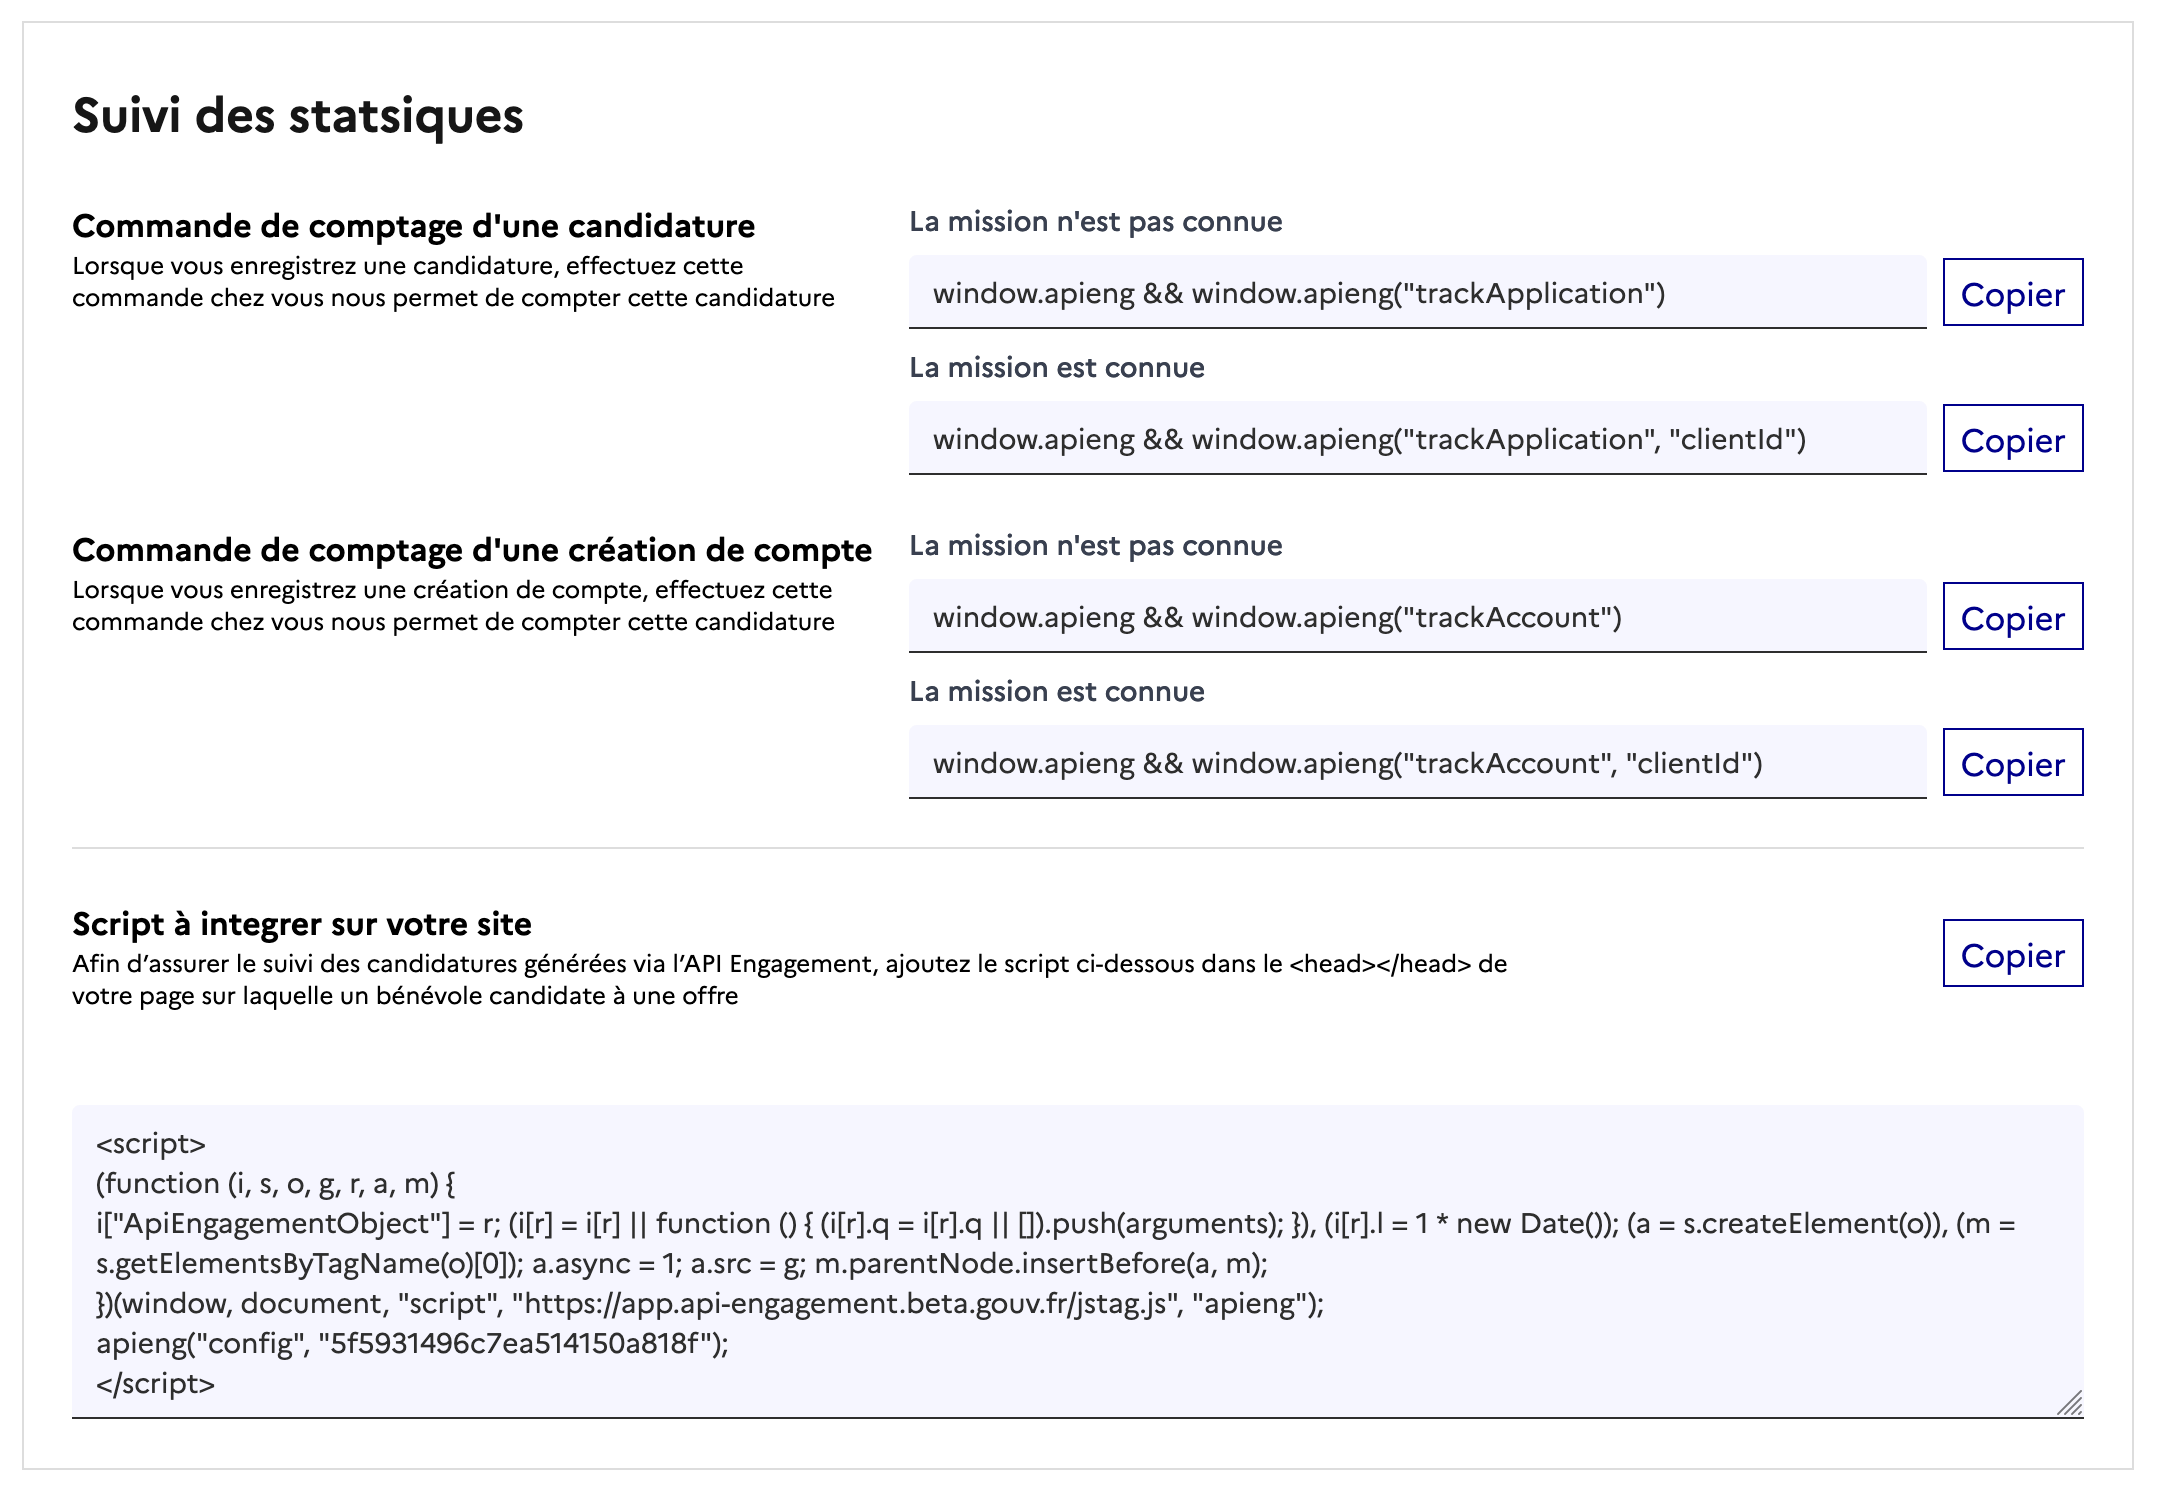 Suivi des statsiques
Commande de comptage d'une candidature
Lorsque vous enregistrez une candidature, effectuez cette
commande chez vous nous permet de compter cette candidature
La mission n'est pas connue
window.apieng && window.apieng("trackApplication")
Copier
La mission est connue
window.apieng && window.apieng("trackApplication", "clientId")
Copier
Commande de comptage d'une création de compte
Lorsque vous enregistrez une création de compte, effectuez cette
commande chez vous nous permet de compter cette candidature
La mission n'est pas connue
window.apieng && window.apieng("trackAccount")
Copier
La mission est connue
window.apieng && window.apieng("trackAccount", "clientId")
Copier
Script à integrer sur votre site
Afin d’assurer le suivi des candidatures générées via l’API Engagement, ajoutez le script ci-dessous dans le <head></head> de
votre page sur laquelle un bénévole candidate à une offre
Copier
<script>
(function (i, s, o, g, r, a, m) {
i["ApiEngagementObject"] = r; (i[r] = i[r] || function () { (i[r].q = i[r].q || []).push(arguments); }), (i[r].l = 1 * new Date()); (a = s.createElement(o)), (m =
s.getElementsByTagName(o)[0]); a.async = 1; a.src = g; m.parentNode.insertBefore(a, m);
})(window, document, "script", "https://app.api-engagement.beta.gouv.fr/jstag.js", "apieng");
apieng("config", "5f5931496c7ea514150a818f");
</script>